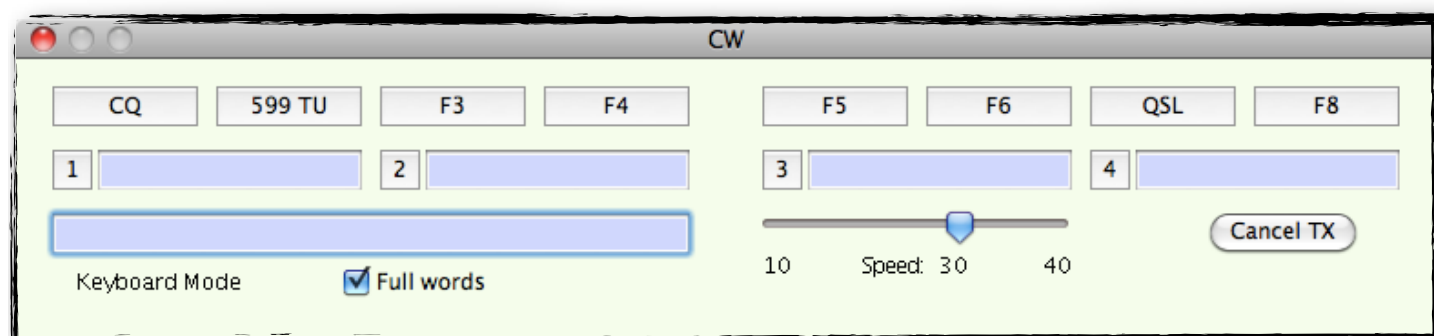 CW
CQ 599 TU F3 F4 F5 F6 QSL F8
1 2 3 4
Cancel TX
10 Speed: 30 40
Keyboard Mode Full words